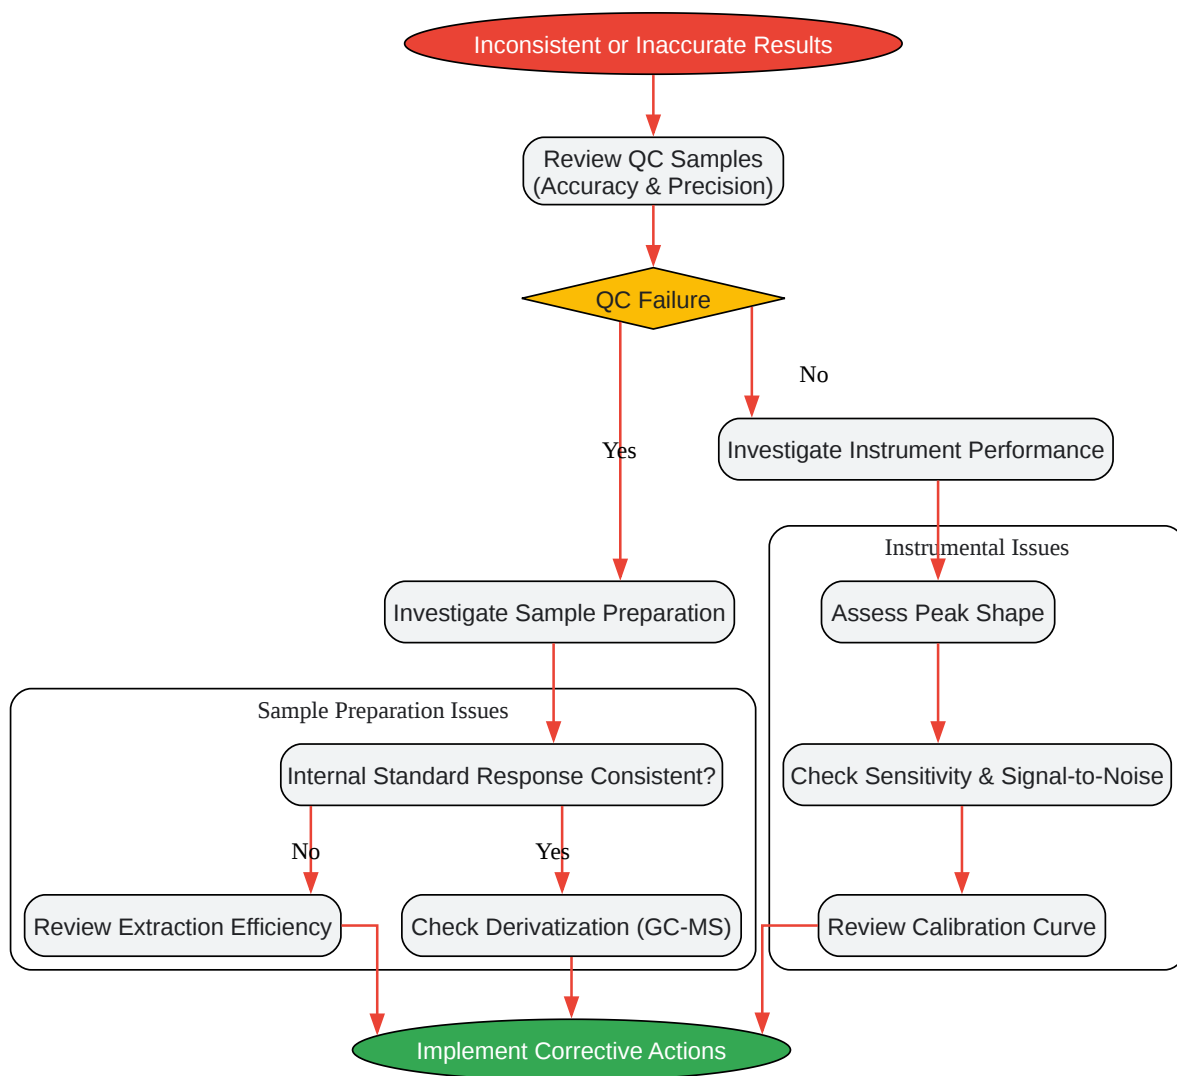 Inconsistent or Inaccurate Results
Review QC Samples
(Accuracy & Precision)
QC Failure
No
Yes
Investigate Instrument Performance
Instrumental Issues
Investigate Sample Preparation
Assess Peak Shape
Sample Preparation Issues
Internal Standard Response Consistent?
Check Sensitivity & Signal-to-Noise
No
Yes
Review Extraction Efficiency
Check Derivatization (GC-MS)
Review Calibration Curve
Implement Corrective Actions